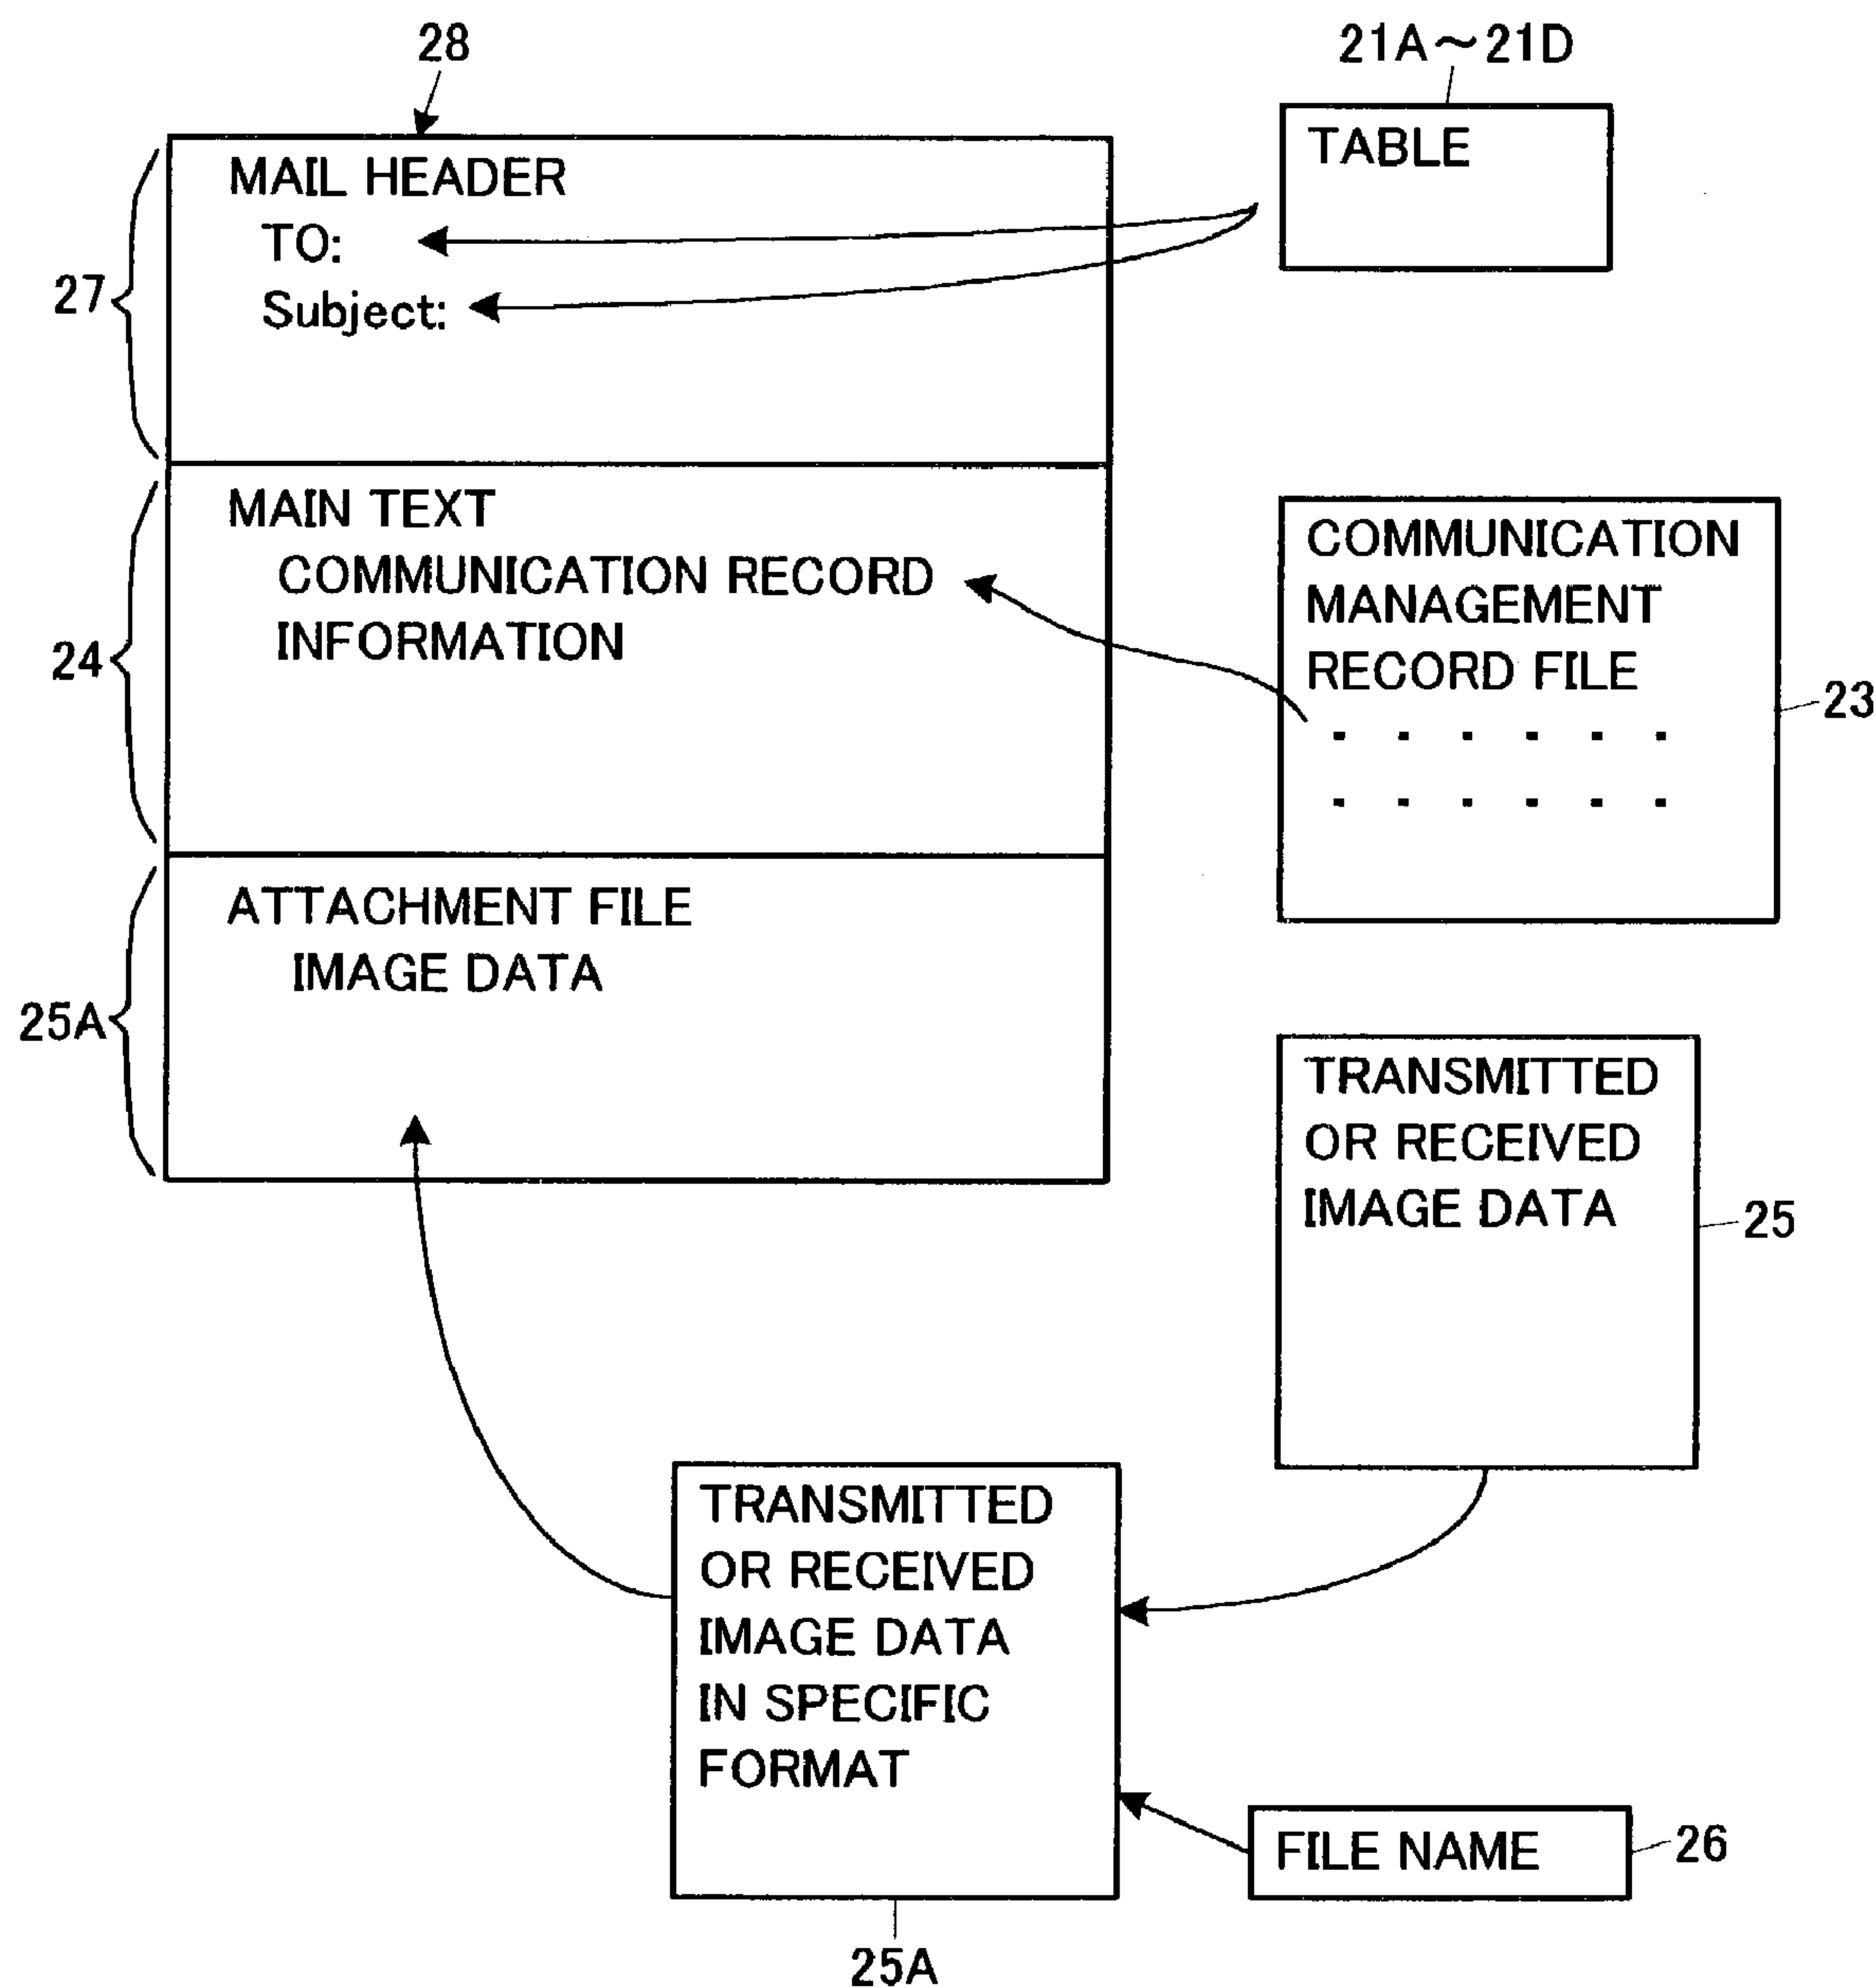 28
21A～21D
TABLE
MAIL HEADER
TO:
Subject:
27
MAIN TEXT
COMMUNICATION RECORD
INFORMATION
24
COMMUNICATION
MANAGEMENT
RECORD FILE
. . . . . .
. . . . . .
23
ATTACHMENT FILE
IMAGE DATA
25A
TRANSMITTED
OR RECEIVED
IMAGE DATA
25
TRANSMITTED
OR RECEIVED
IMAGE DATA
IN SPECIFIC
FORMAT
25A
FILE NAME
26